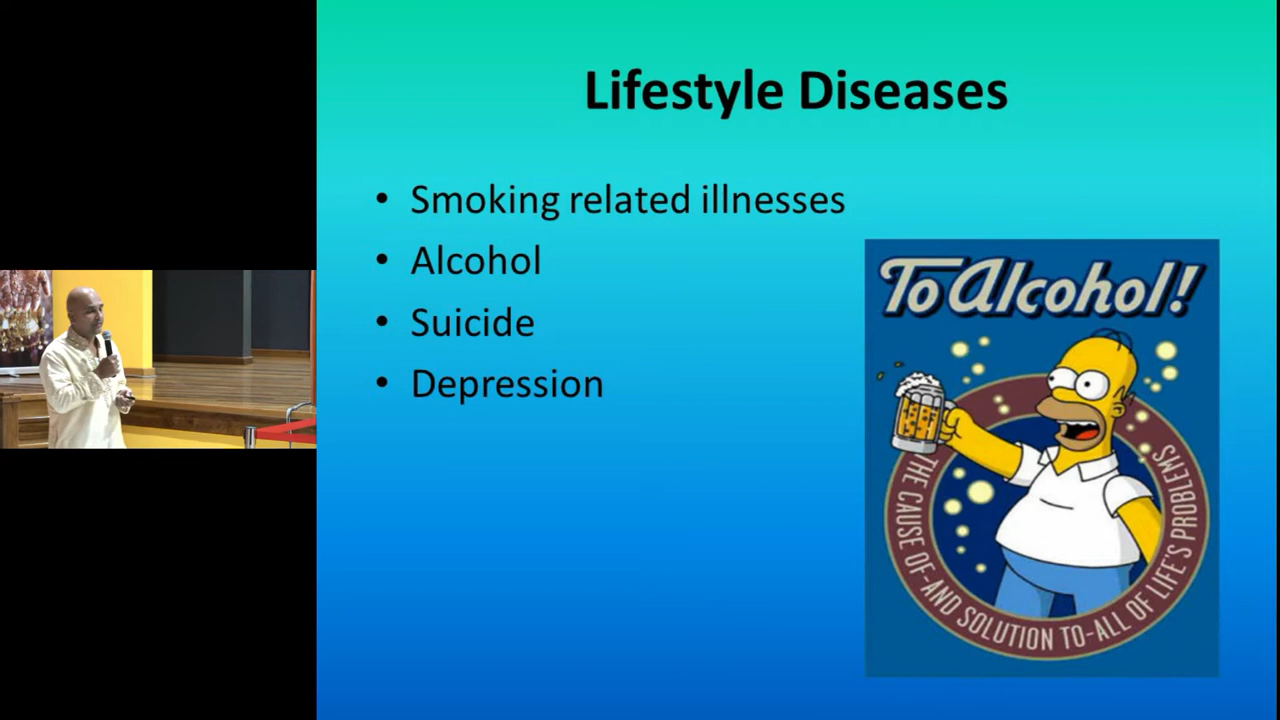 Lifestyle Diseases
• Smoking related illnesses
• Alcohol
• Suicide
• Depression
To Alcohol!
THE CAUSE OF-AND SOLUTION TO-ALL OF LIFE'S PROBLEMS